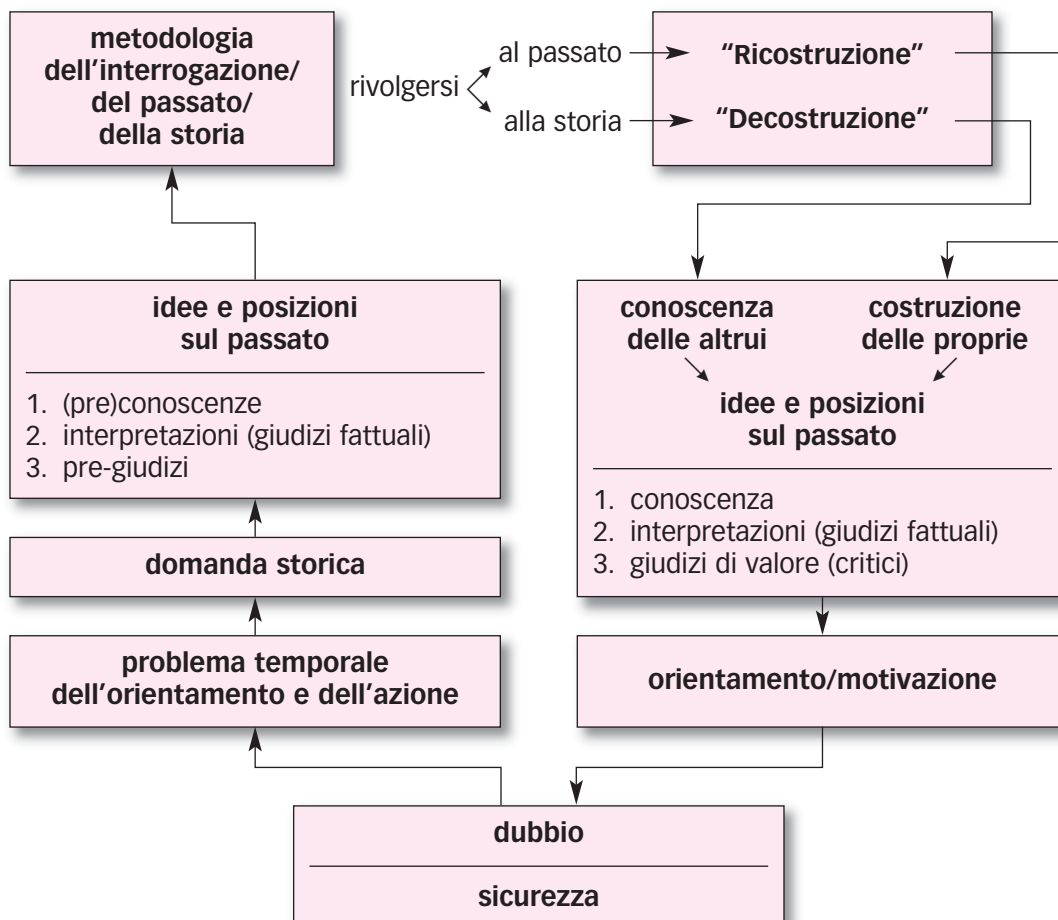 metodologia
dell'interrogazione/
del passato/
della storia
rivolgersi
al passato
alla storia
"Ricostruzione"
"Decostruzione"
idee e posizioni
sul passato
1. (pre)conoscenze
2. interpretazioni (giudizi fattuali)
3. pre-giudizi
domanda storica
problema temporale
dell'orientamento e dell'azione
conoscenza
delle altrui
costruzione
delle proprie
idee e posizioni
sul passato
1. conoscenza
2. interpretazioni (giudizi fattuali)
3. giudizi di valore (critici)
orientamento/motivazione
dubbio
sicurezza